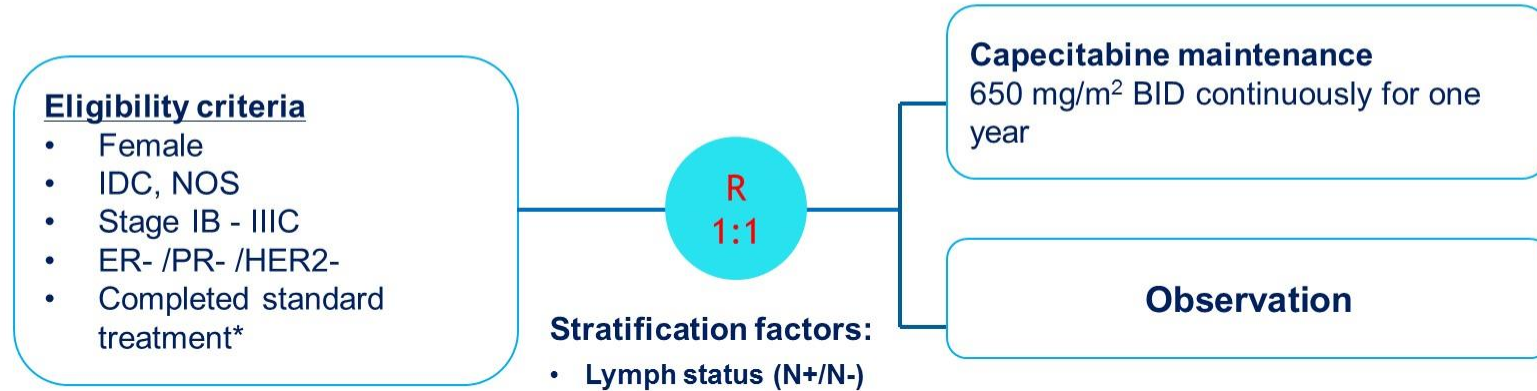 Eligibility criteria
• Female
• IDC, NOS
• Stage IB - IIIC
• ER- /PR- /HER2-
• Completed standard
treatment*
R
1:1
Stratification factors:
• Lymph status (N+/N-)
Capecitabine maintenance
650 mg/m² BID continuously for one
year
Observation